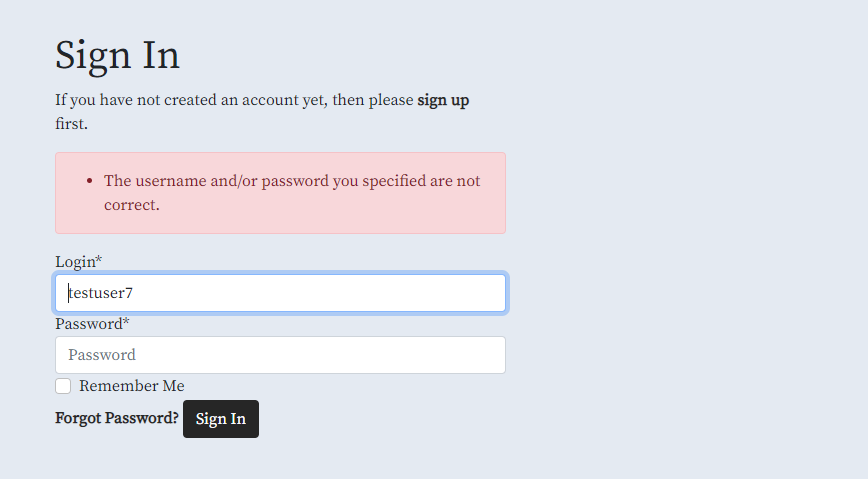 Sign In
If you have not created an account yet, then please sign up
first.
The username and/or password you specified are not
correct.
Login*
testuser7
Password*
Password
Remember Me
Forgot Password? Sign In